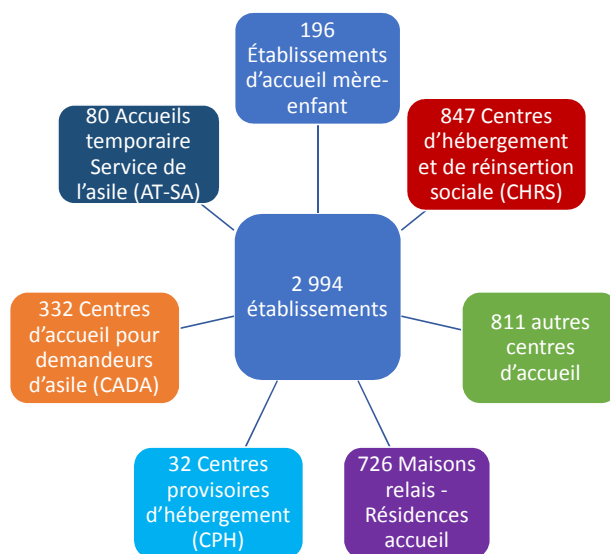 196
Établissements
d'accueil mère-
enfant
80 Accueils
temporaire
Service de
l'asile (AT-SA)
847 Centres
d'hébergement
et de réinsertion
sociale (CHRS)
2 994
établissements
332 Centres
d'accueil pour
demandeurs
d'asile (CADA)
811 autres
centres
d'accueil
32 Centres
provisoires
d'hébergement
(CPH)
726 Maisons
relais -
Résidences
accueil